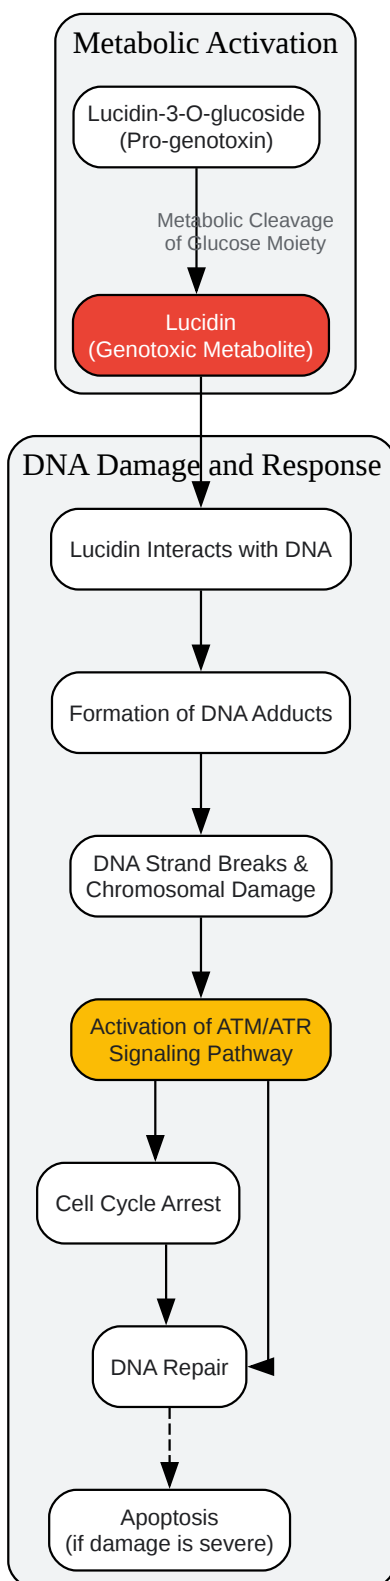 Metabolic Activation
Lucidin-3-O-glucoside
(Pro-genotoxin)
Metabolic Cleavage
of Glucose Moiety
Lucidin
(Genotoxic Metabolite)
DNA Damage and Response
Lucidin Interacts with DNA
Formation of DNA Adducts
DNA Strand Breaks &
Chromosomal Damage
Activation of ATM/ATR
Signaling Pathway
Cell Cycle Arrest
DNA Repair
Apoptosis
(if damage is severe)